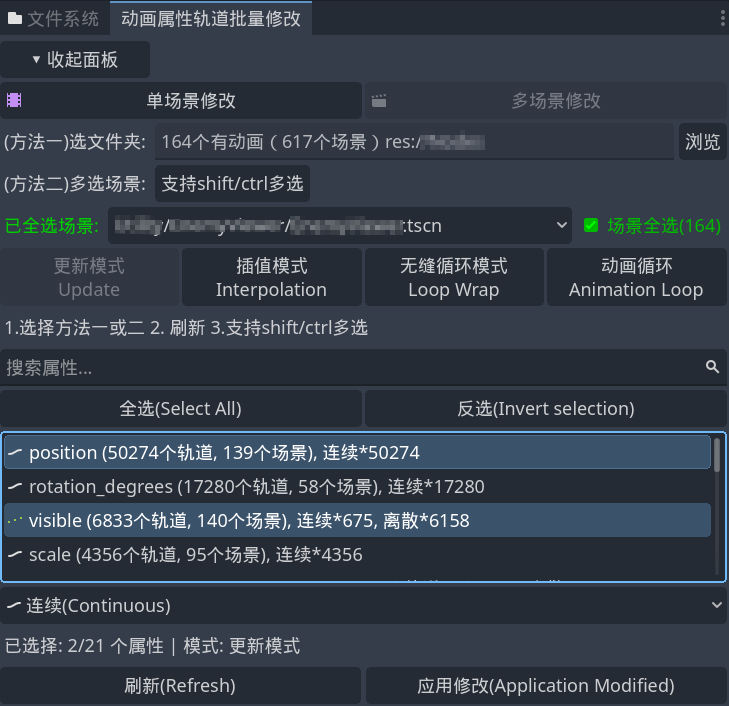 文件系统 动画属性轨道批量修改
▼ 收起面板
单场景修改 多场景修改
(方法一)选文件夹: 164个有动画（617个场景）res:/ 浏览
(方法二)多选场景: 支持shift/ctrl多选
已全选场景: .tscn 场景全选(164)
更新模式 插值模式 无缝循环模式 动画循环
Update Interpolation Loop Wrap Animation Loop
1.选择方法一或二 2. 刷新 3.支持shift/ctrl多选
搜索属性...
全选(Select All) 反选(Invert selection)
position (50274个轨道, 139个场景), 连续*50274
rotation_degrees (17280个轨道, 58个场景), 连续*17280
visible (6833个轨道, 140个场景), 连续*675, 离散*6158
scale (4356个轨道, 95个场景), 连续*4356
连续(Continuous)
已选择: 2/21 个属性 | 模式: 更新模式
刷新(Refresh) 应用修改(Application Modified)